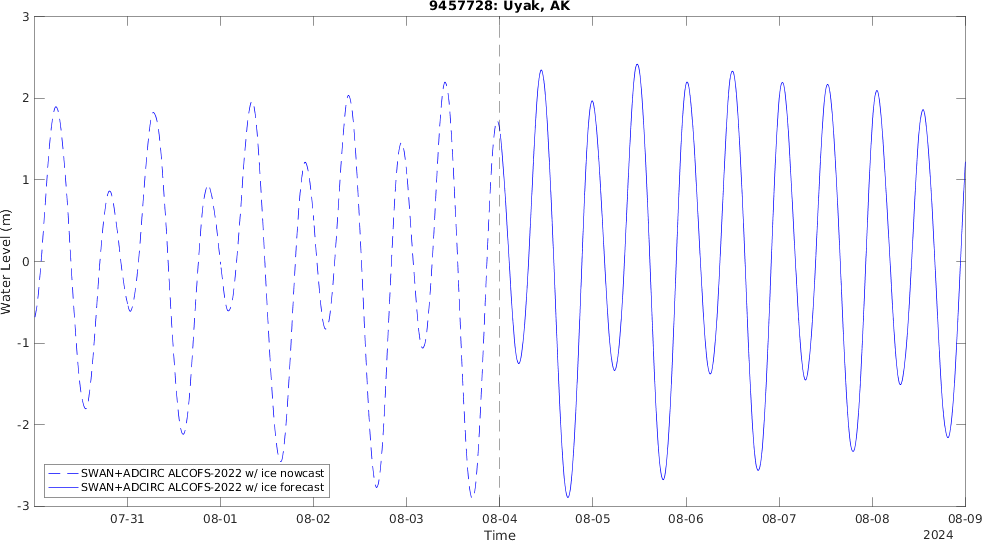 9457728: Uyak, AK
3
2
1
0
-1
-2
-3
Water Level (m)
SWAN+ADCIRC ALCOFS-2022 w/ ice nowcast
SWAN+ADCIRC ALCOFS-2022 w/ ice forecast
07-31 08-01 08-02 08-03 08-04 08-05 08-06 08-07 08-08 08-09
Time
2024